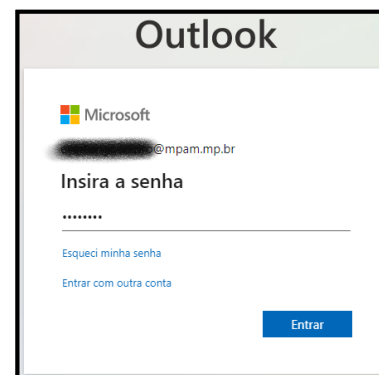 Outlook
Microsoft
@mpam.mp.br
Insira a senha
••••••••
Esqueci minha senha
Entrar com outra conta
Entrar